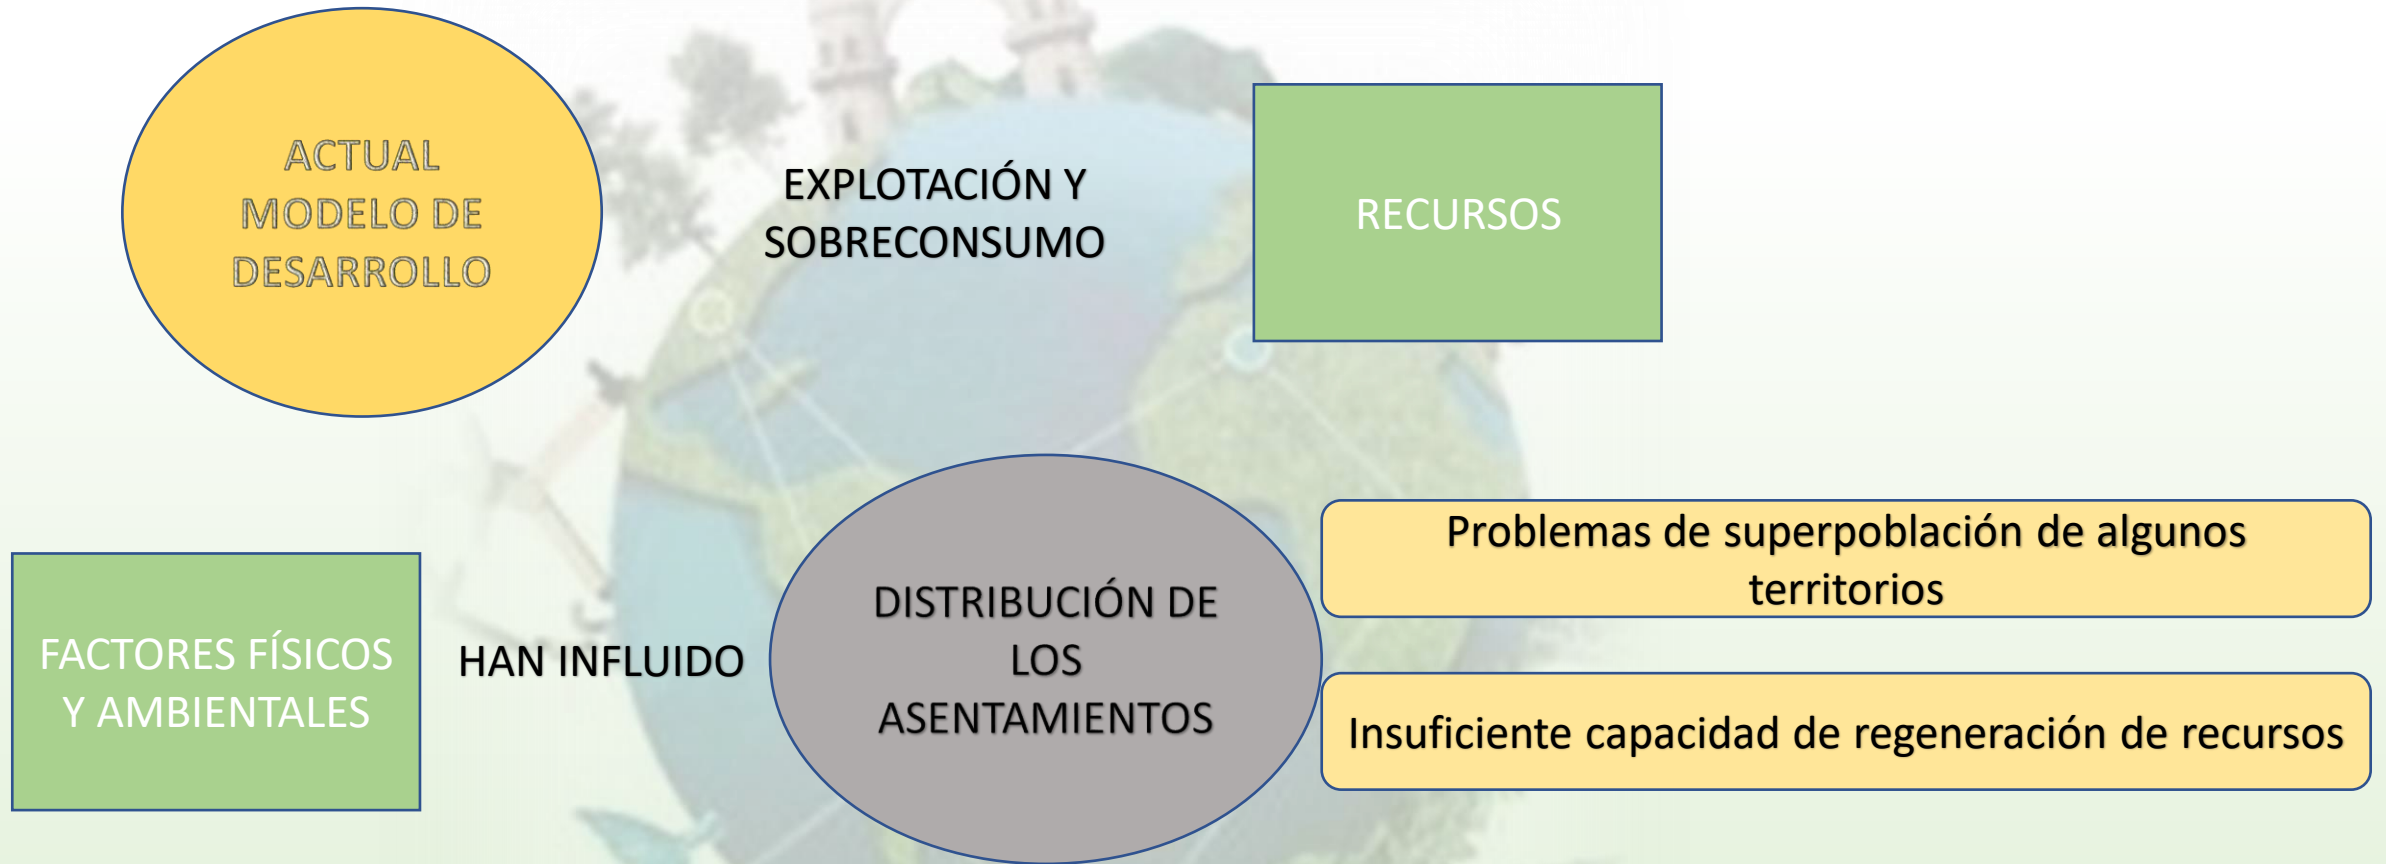 ACTUAL
MODELO DE
DESARROLLO
EXPLOTACIÓN Y
SOBRECONSUMO
RECURSOS
FACTORES FÍSICOS
Y AMBIENTALES
HAN INFLUIDO
DISTRIBUCIÓN DE
LOS
ASENTAMIENTOS
Problemas de superpoblación de algunos
territorios
Insuficiente capacidad de regeneración de recursos